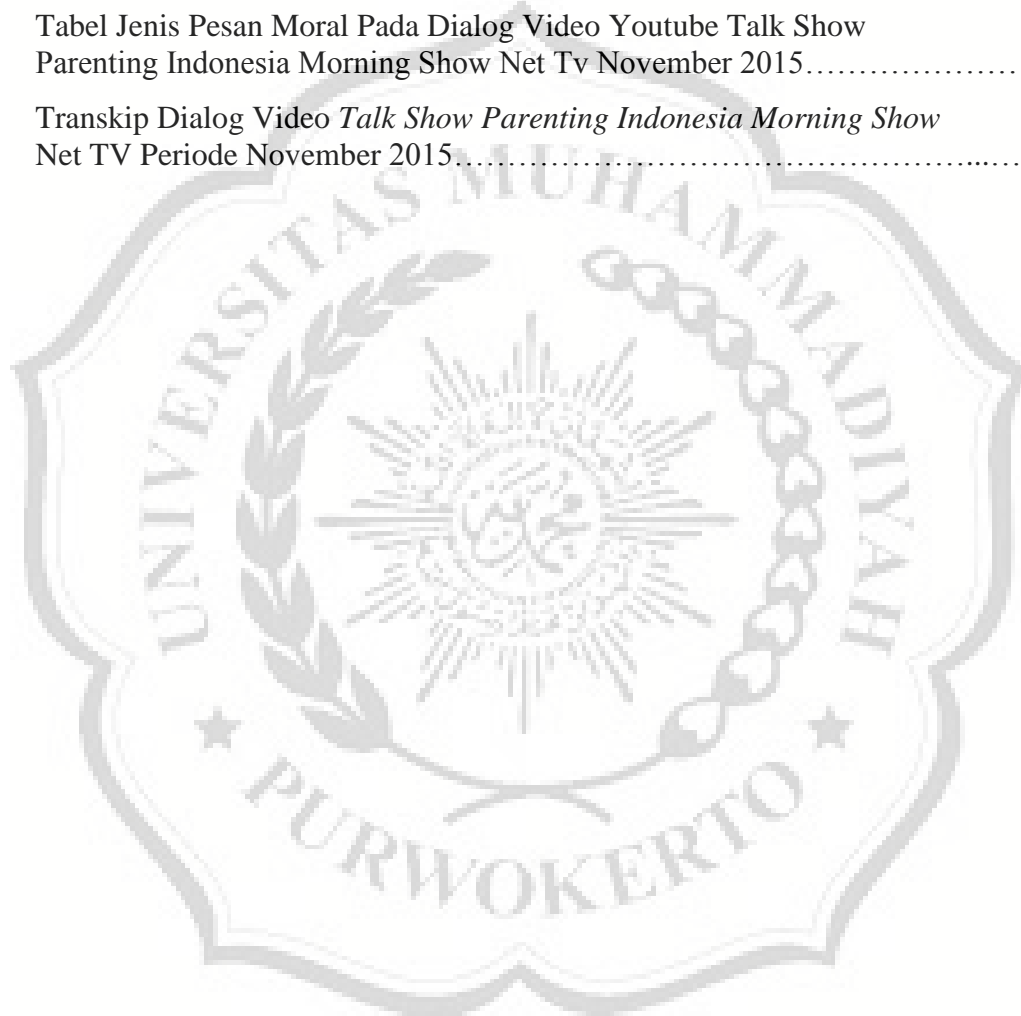 Tabel Jenis Pesan Moral Pada Dialog Video Youtube Talk Show
Parenting Indonesia Morning Show Net Tv November 2015…………………
Transkip Dialog Video Talk Show Parenting Indonesia Morning Show
Net TV Periode November 2015…………………………………………...…
UNIVERSITAS MUHAMMADIYAH
PURWOKERTO